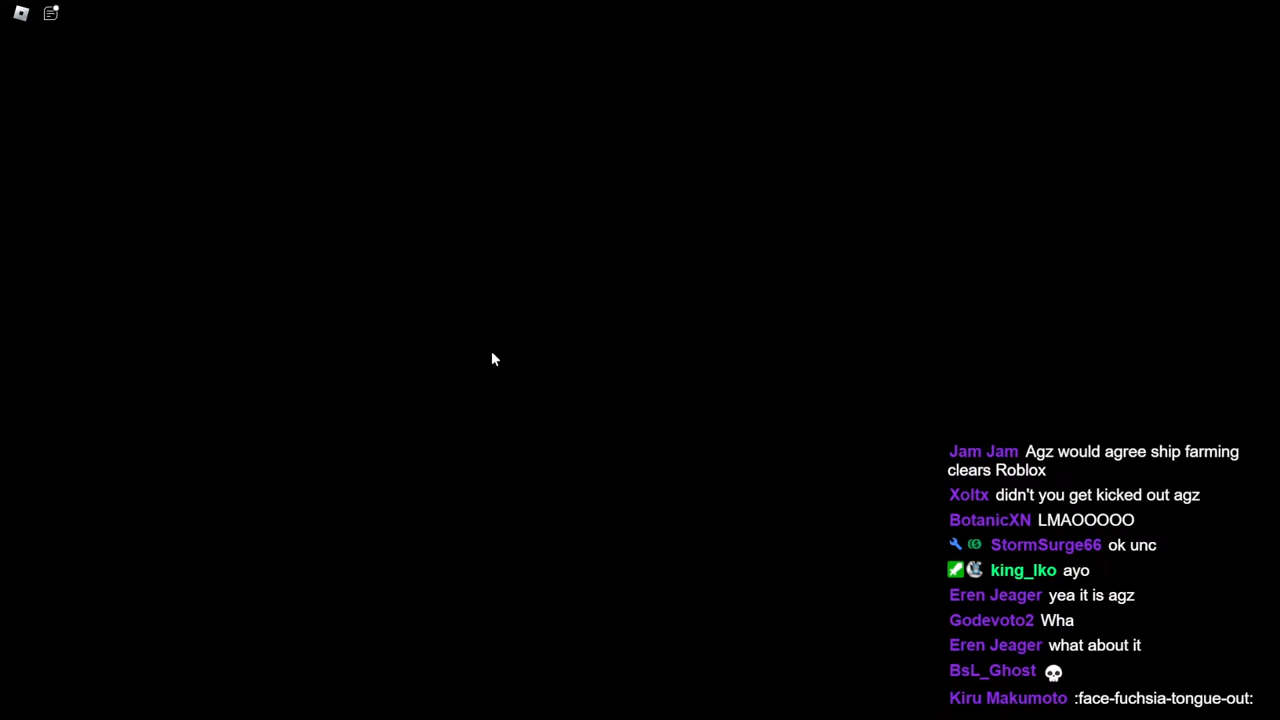 Jam Jam Agz would agree ship farming
clears Roblox
Xoltx didn't you get kicked out agz
BotanicXN LMAOOOOO
StormSurge66 ok unc
king_lko ayo
Eren Jeager yea it is agz
Godevoto2 Wha
Eren Jeager what about it
BsL_Ghost 💀
Kiru Makumoto :face-fuchsia-tongue-out: